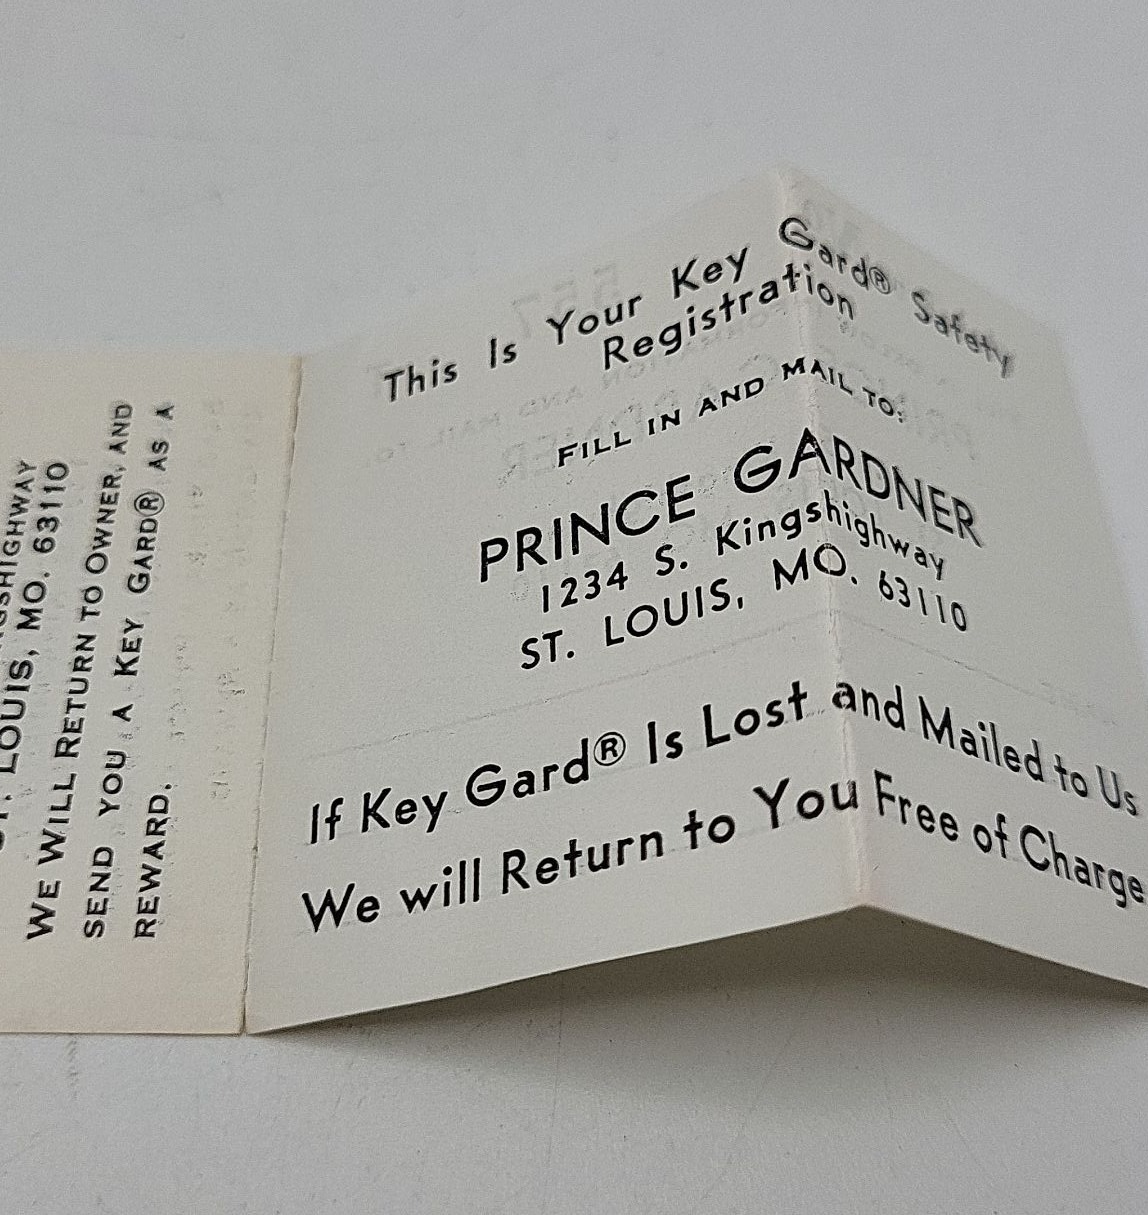 This Is Your Key Gard® Safety
Registration
FILL IN AND MAIL TO:
PRINCE GARDNER
1234 S. Kingshighway
ST. LOUIS, MO. 63110
If Key Gard® Is Lost and Mailed to Us
We will Return to You Free of Charge
LOUIS, MO. 63110
WE WILL RETURN TO OWNER, AND
SEND YOU A KEY GARD® AS A
REWARD.